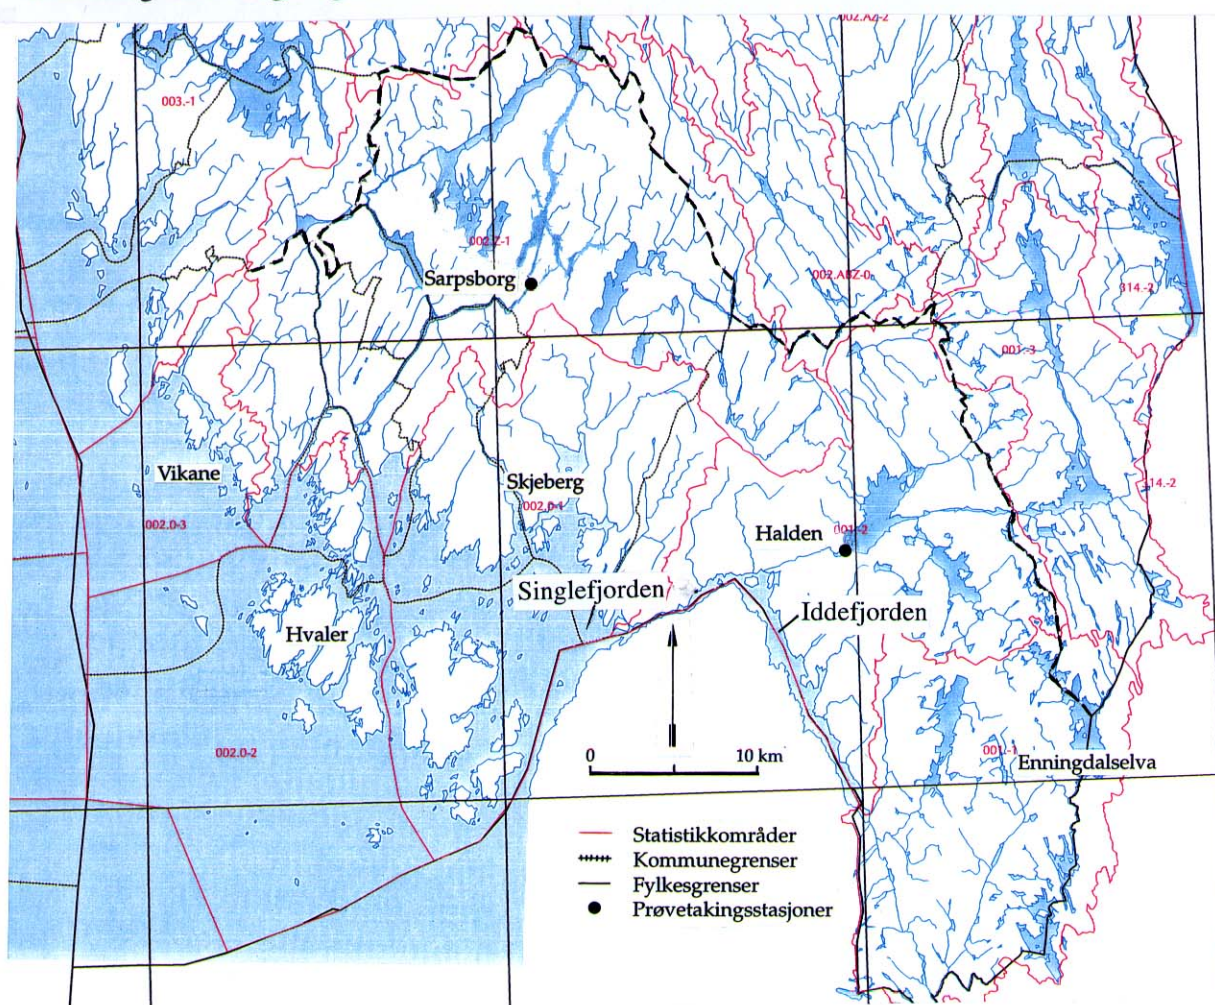 002.AZ-2
003.-1
002.Z-1
Sarpsborg
002.ABZ-0
314.-2
001.-3
Vikane
Skjeberg
314.-2
002.0-3
002.0-1
Halden
001.-2
Singlefjorden
Iddefjorden
Hvaler
002.0-2
0 10 km
001.-1
Enningdalselva
Statistikkområder
Kommunegrenser
Fylkesgrenser
Prøvetakingsstasjoner